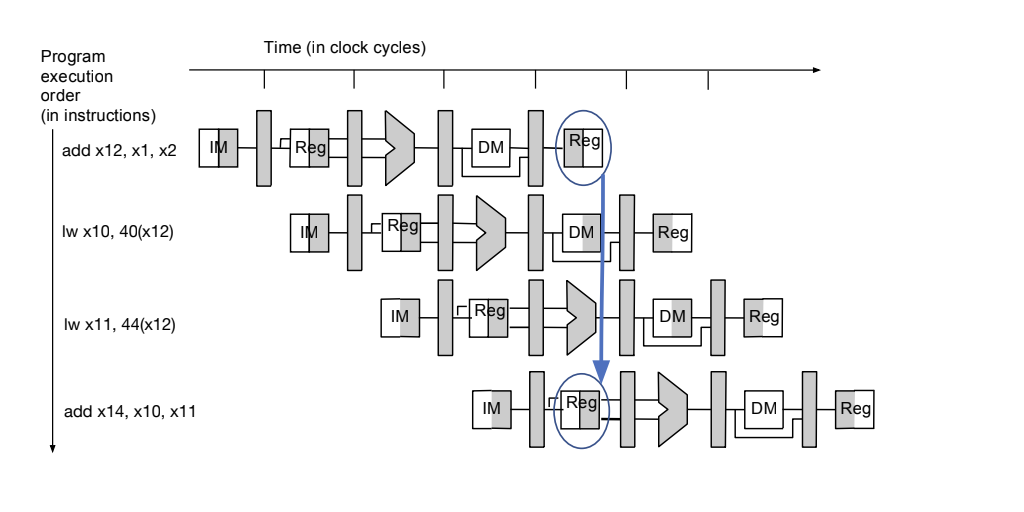 Time (in clock cycles)
Program
execution
order
(in instructions)
add x12, x1, x2
IM
Reg
DM
Reg
lw x10, 40(x12)
IM
Reg
DM
Reg
lw x11, 44(x12)
IM
Reg
DM
Reg
add x14, x10, x11
IM
Reg
DM
Reg